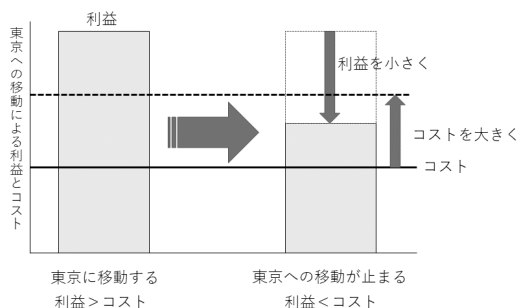 利益
東京への移動による利益とコスト
利益を小さく
コストを大きく
コスト
東京に移動する
利益＞コスト
東京への移動が止まる
利益＜コスト